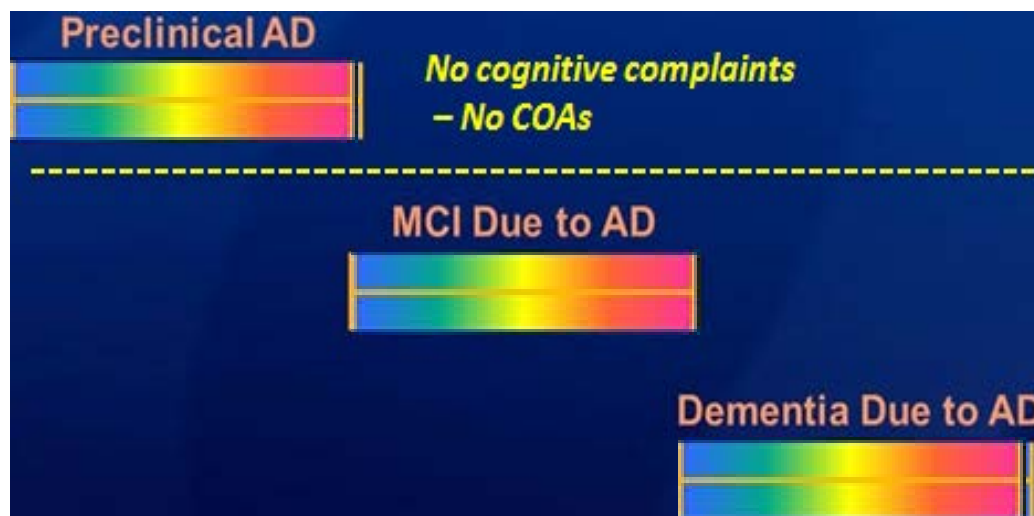 Preclinical AD
No cognitive complaints
– No COAs
MCI Due to AD
Dementia Due to AD